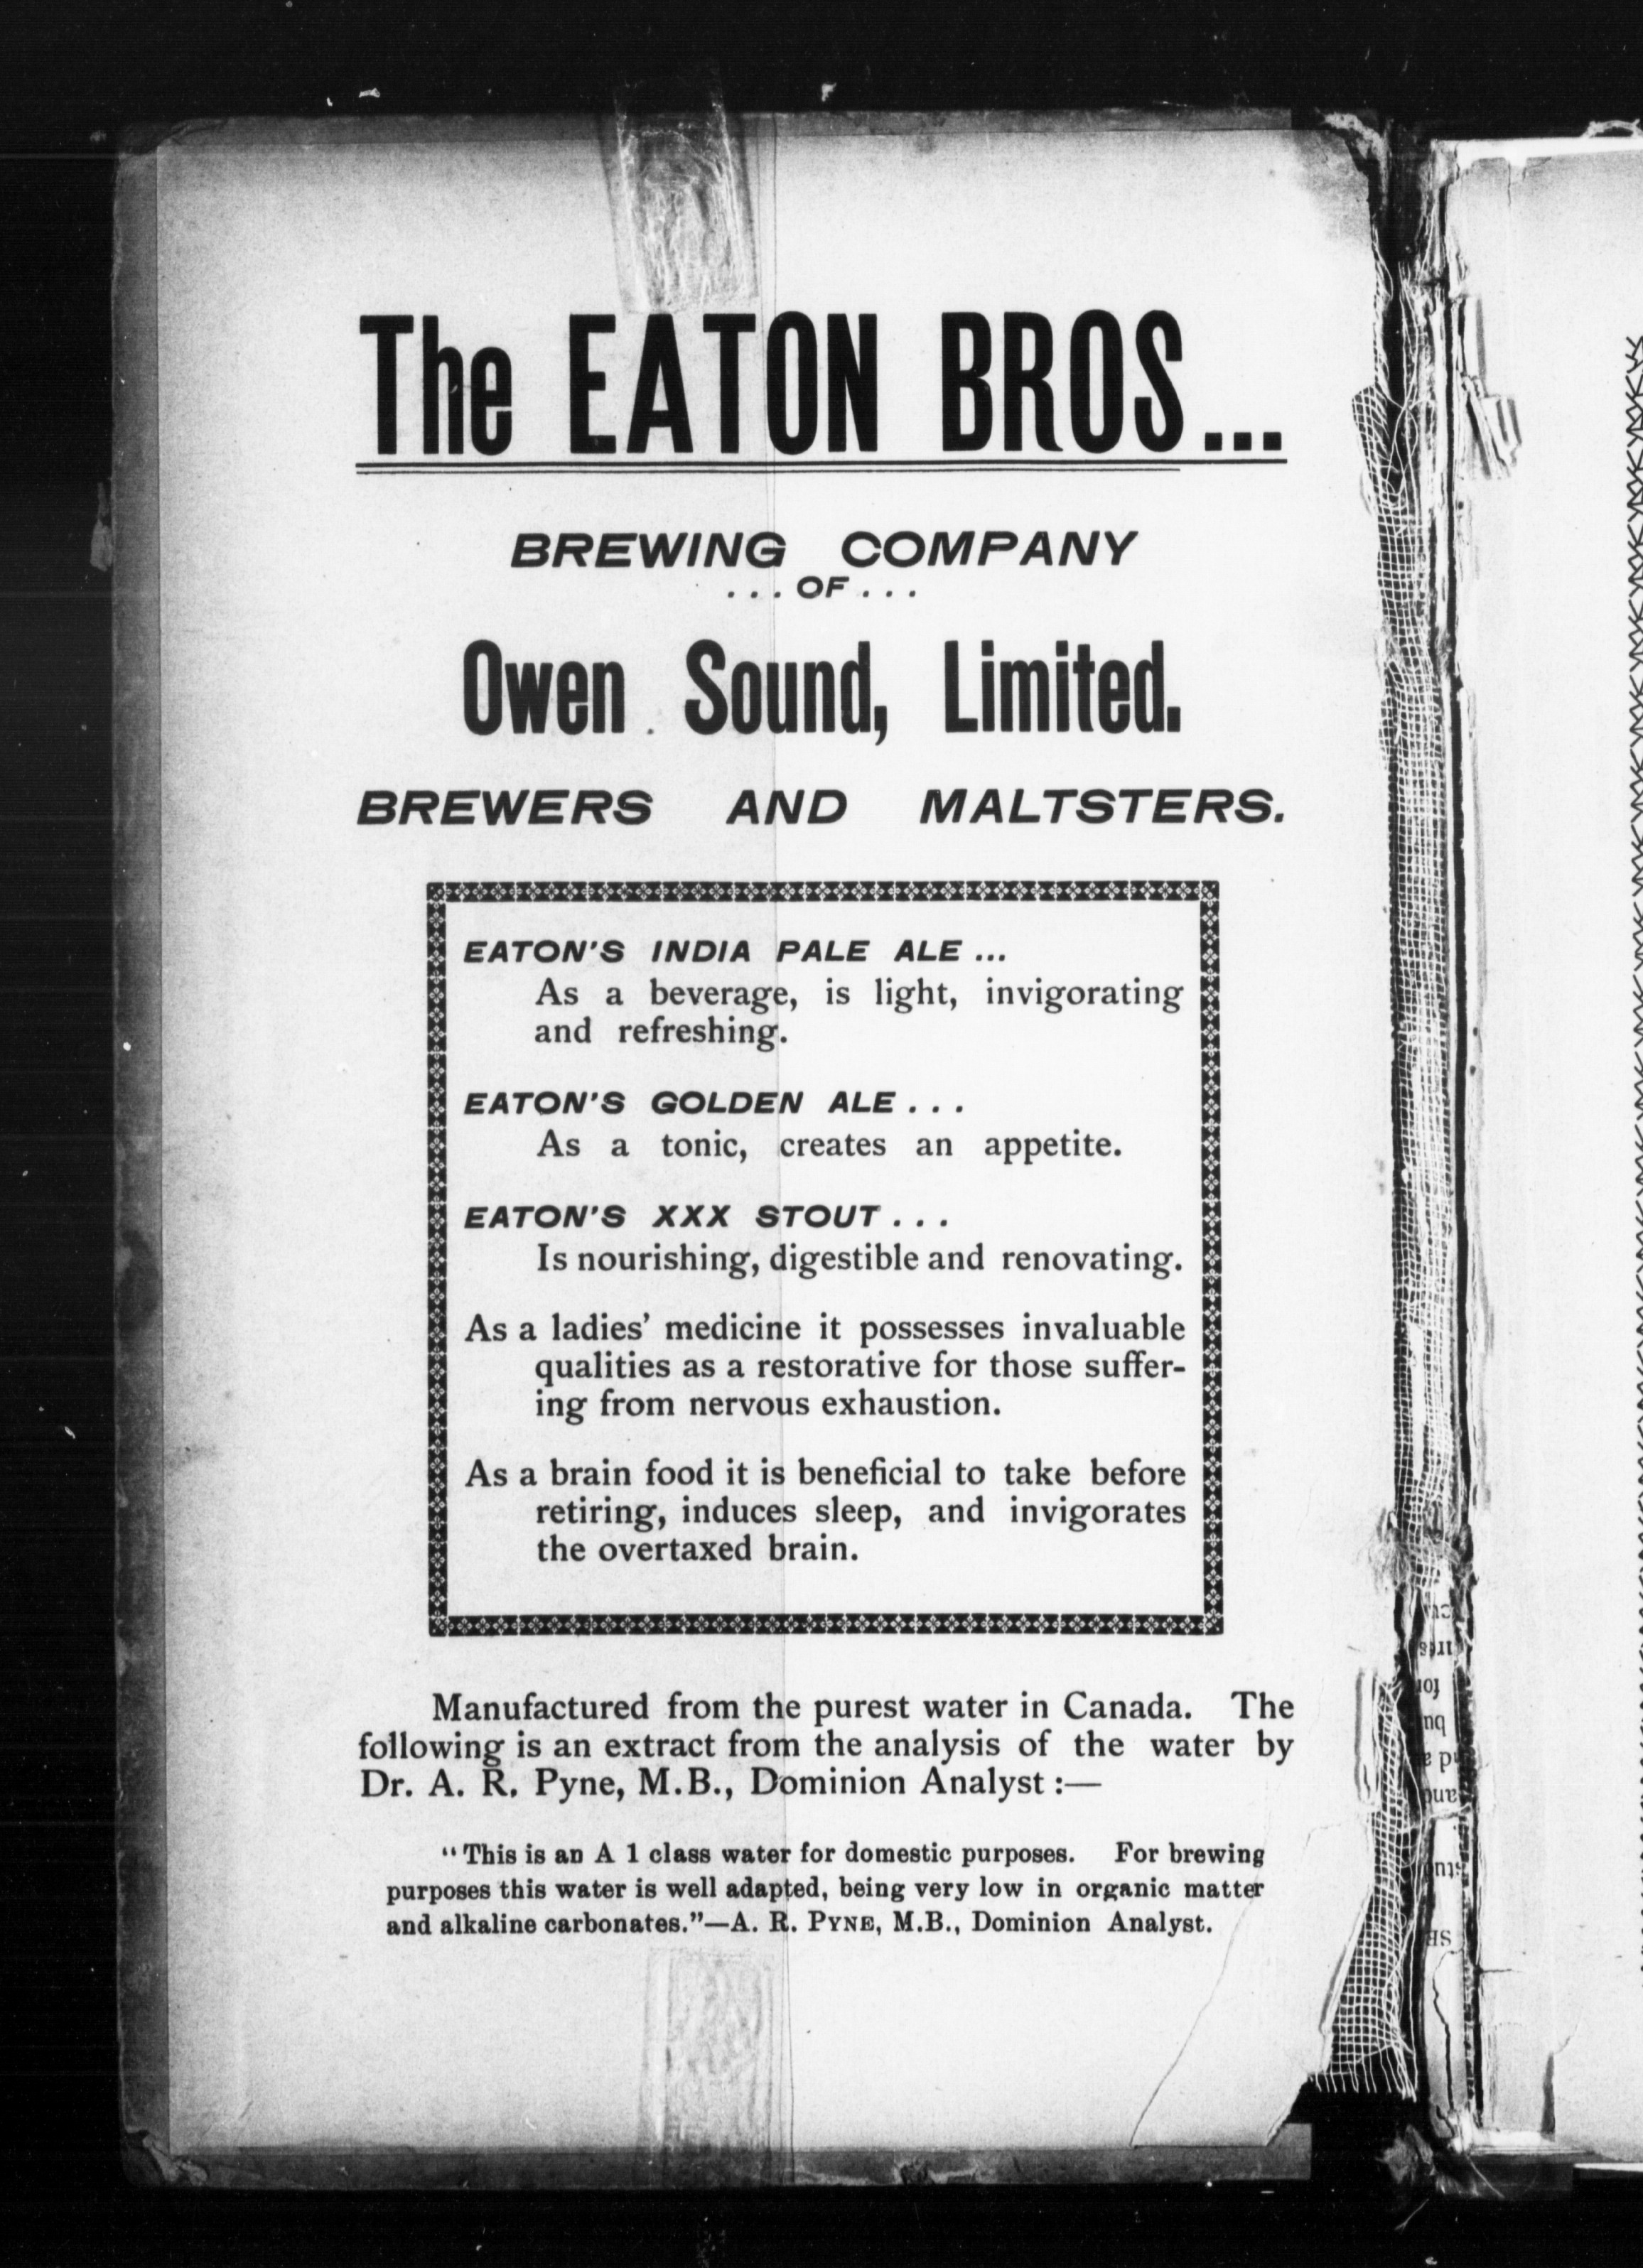 The EATON BROS...
BREWING COMPANY
...OF...
Owen Sound, Limited.
BREWERS AND MALTSTERS.
EATON'S INDIA PALE ALE ...
As a beverage, is light, invigorating
and refreshing.
EATON'S GOLDEN ALE ...
As a tonic, creates an appetite.
EATON'S XXX STOUT ...
Is nourishing, digestible and renovating.
As a ladies' medicine it possesses invaluable
qualities as a restorative for those suffer-
ing from nervous exhaustion.
As a brain food it is beneficial to take before
retiring, induces sleep, and invigorates
the overtaxed brain.
Manufactured from the purest water in Canada. The
following is an extract from the analysis of the water by
Dr. A. R. Pyne, M.B., Dominion Analyst :—
"This is an A 1 class water for domestic purposes. For brewing
purposes this water is well adapted, being very low in organic matter
and alkaline carbonates."—A. R. PYNE, M.B., Dominion Analyst.